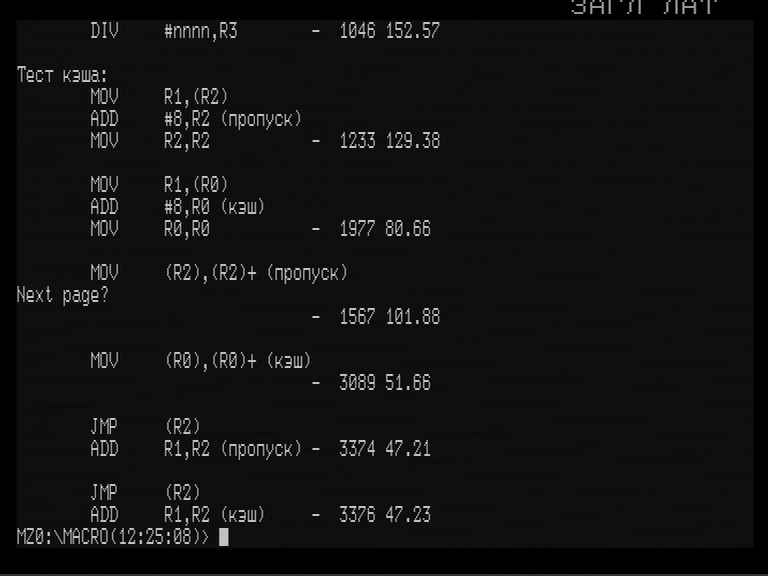 ЗАГЛ ЛАТ
DIV #nnnn,R3 - 1046 152.57
Тест кэша:
MOV R1,(R2)
ADD #8,R2 (пропуск)
MOV R2,R2 - 1233 129.38
MOV R1,(R0)
ADD #8,R0 (кэш)
MOV R0,R0 - 1977 80.66
MOV (R2),(R2)+ (пропуск)
Next page?
- 1567 101.88
MOV (R0),(R0)+ (кэш)
- 3089 51.66
JMP (R2)
ADD R1,R2 (пропуск) - 3374 47.21
JMP (R2)
ADD R1,R2 (кэш) - 3376 47.23
MZ0:\MACRO(12:25:08)>